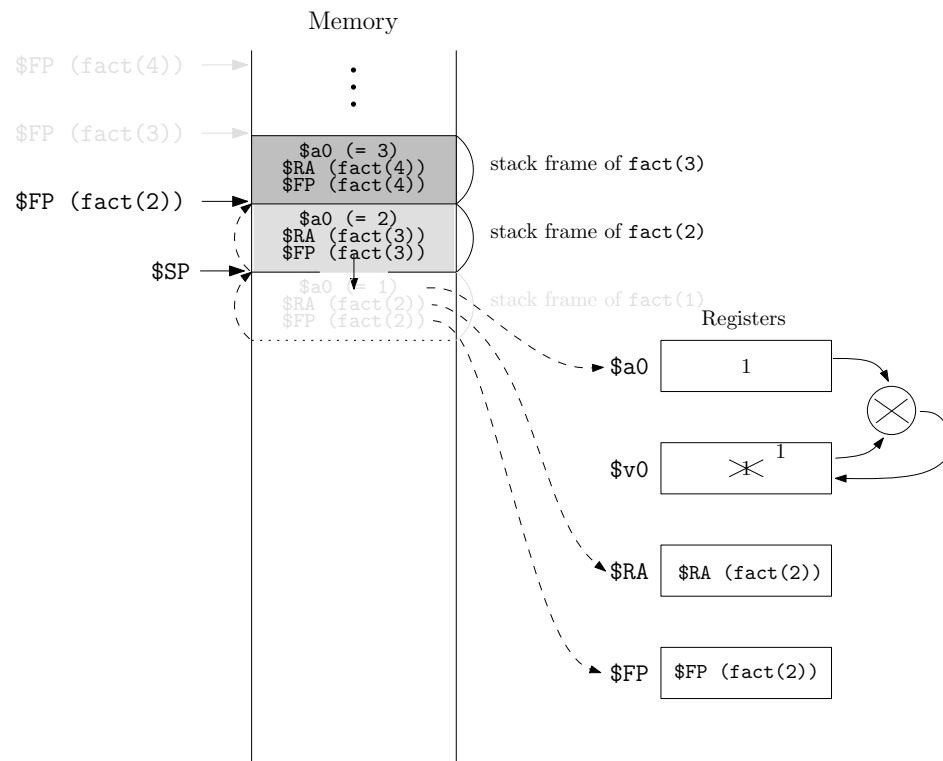 Memory
$FP (fact(4))
$FP (fact(3))
$a0 (= 3)
$RA (fact(4))
$FP (fact(4))
stack frame of fact(3)
$FP (fact(2))
$a0 (= 2)
$RA (fact(3))
$FP (fact(3))
stack frame of fact(2)
$SP
$a0 (= 1)
$RA (fact(2))
$FP (fact(2))
stack frame of fact(1)
Registers
$a0
1
$v0
1
1
$RA
$RA (fact(2))
$FP
$FP (fact(2))